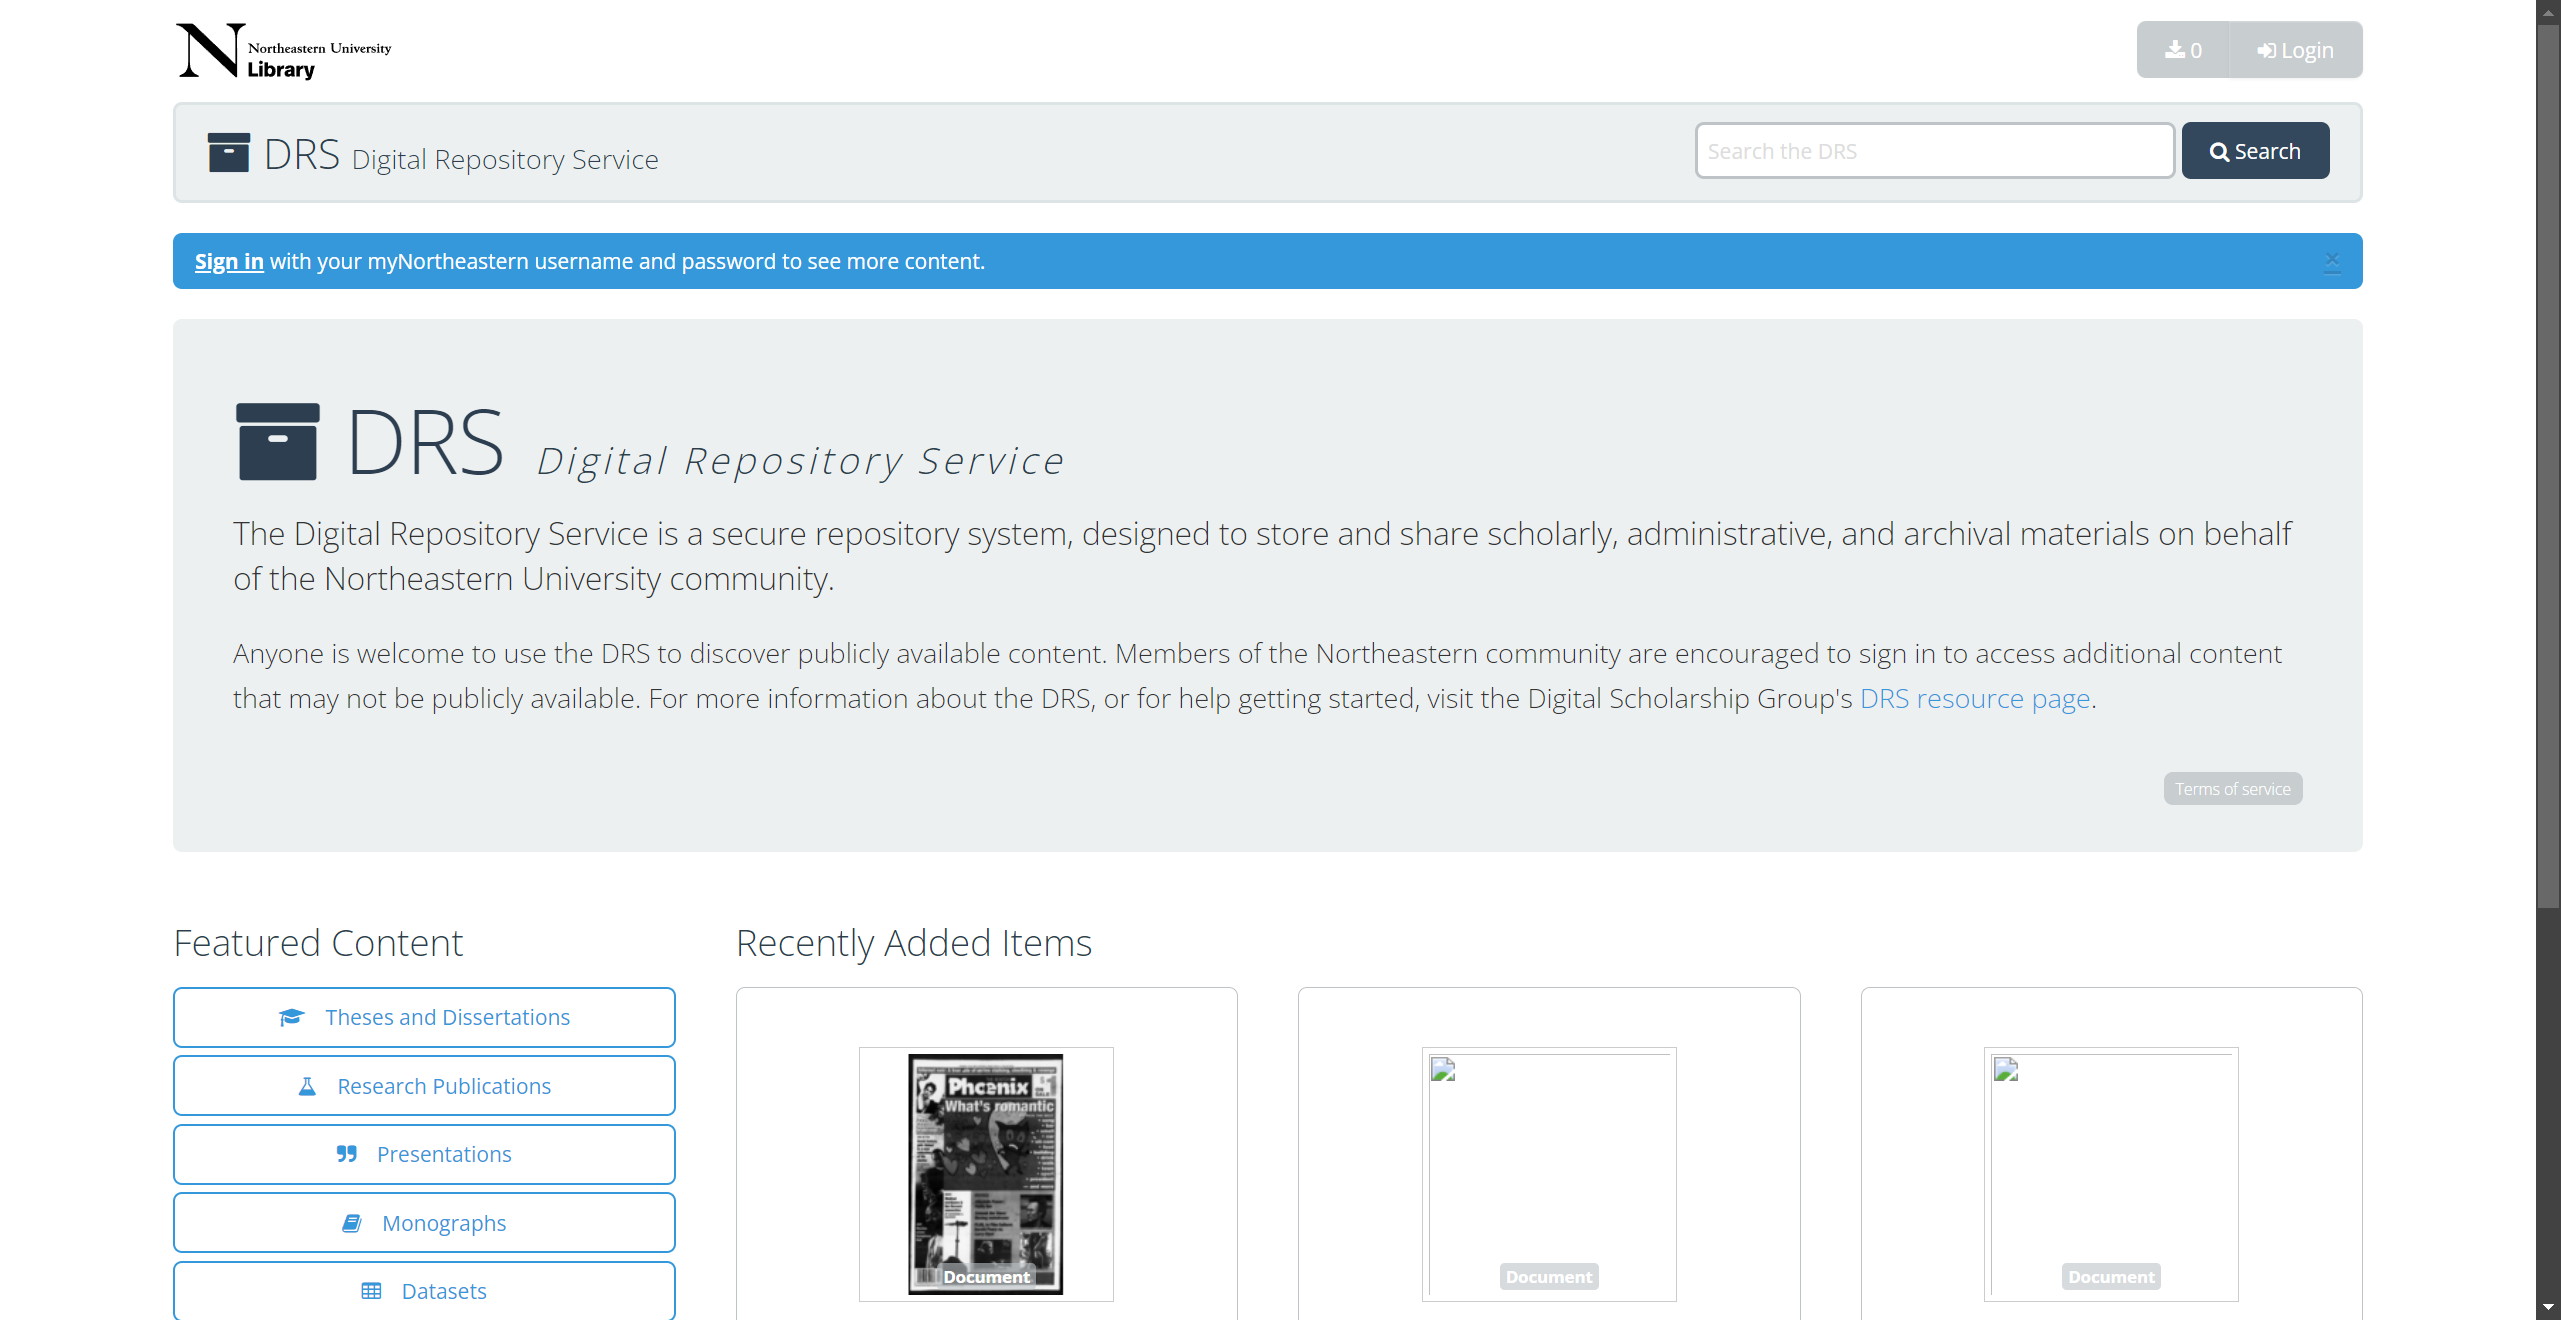 Northeastern University
Library
0
Login
DRS Digital Repository Service
Search the DRS
Search
Sign in with your myNortheastern username and password to see more content.
×
DRS Digital Repository Service
The Digital Repository Service is a secure repository system, designed to store and share scholarly, administrative, and archival materials on behalf
of the Northeastern University community.
Anyone is welcome to use the DRS to discover publicly available content. Members of the Northeastern community are encouraged to sign in to access additional content
that may not be publicly available. For more information about the DRS, or for help getting started, visit the Digital Scholarship Group's DRS resource page.
Terms of service
Featured Content
Theses and Dissertations
Research Publications
Presentations
Monographs
Datasets
Recently Added Items
Phoenix
What's romantic
Document
Document
Document